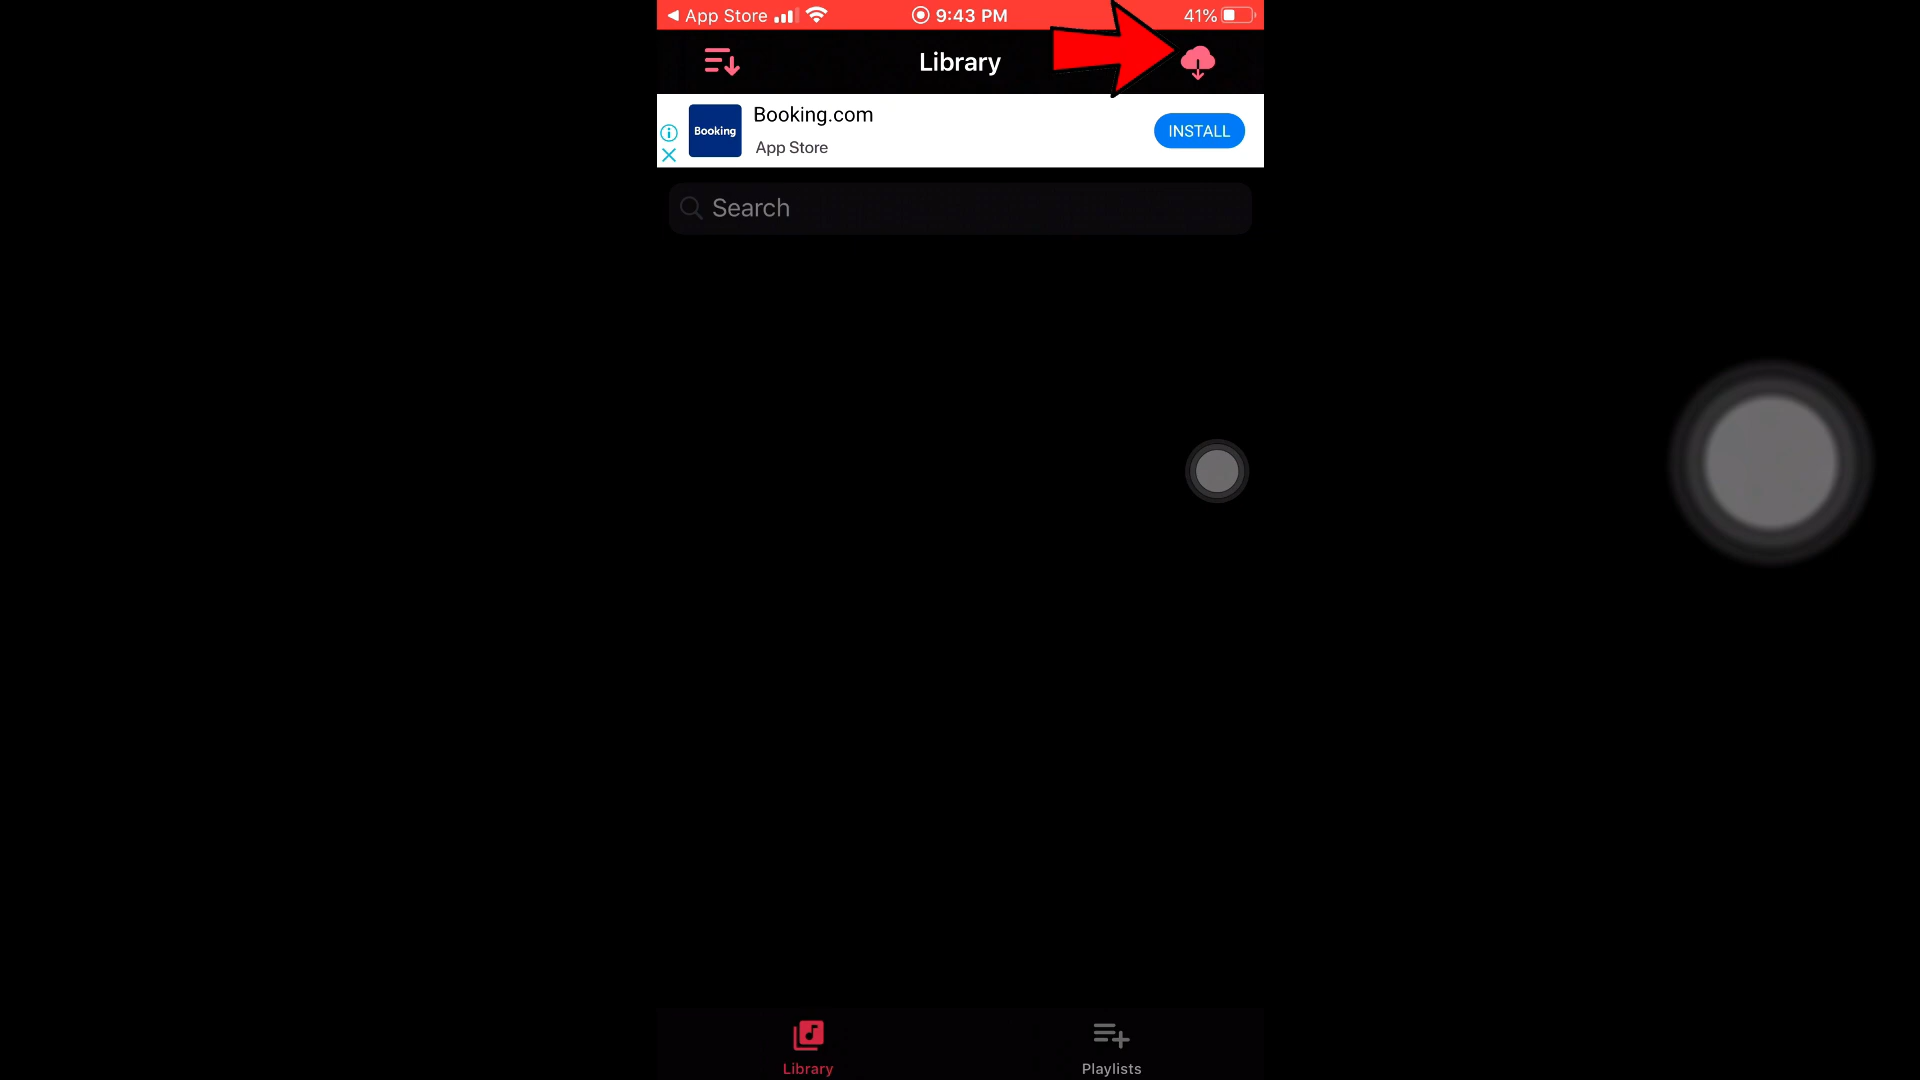 App Store
9:43 PM
41%
Library
Booking
Booking.com
App Store
INSTALL
Search
Library
Playlists